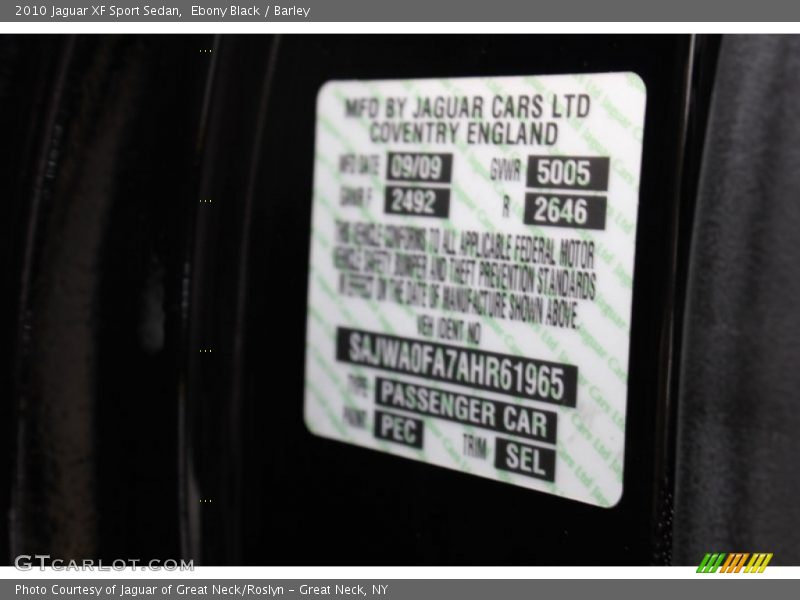 2010 Jaguar XF Sport Sedan, Ebony Black / Barley
MFD BY JAGUAR CARS LTD
COVENTRY ENGLAND
MFD DATE 09/09 GVWR 5005
GAWR F 2492 R 2646
THIS VEHICLE CONFORMS TO ALL APPLICABLE FEDERAL MOTOR
VEHICLE SAFETY BUMPER AND THEFT PREVENTION STANDARDS
IN EFFECT ON THE DATE OF MANUFACTURE SHOWN ABOVE.
VEH IDENT NO
SAJWA0FA7AHR61965
TYPE PASSENGER CAR
PAINT PEC TRIM SEL
GTCARLOT.COM
Photo Courtesy of Jaguar of Great Neck/Roslyn – Great Neck, NY